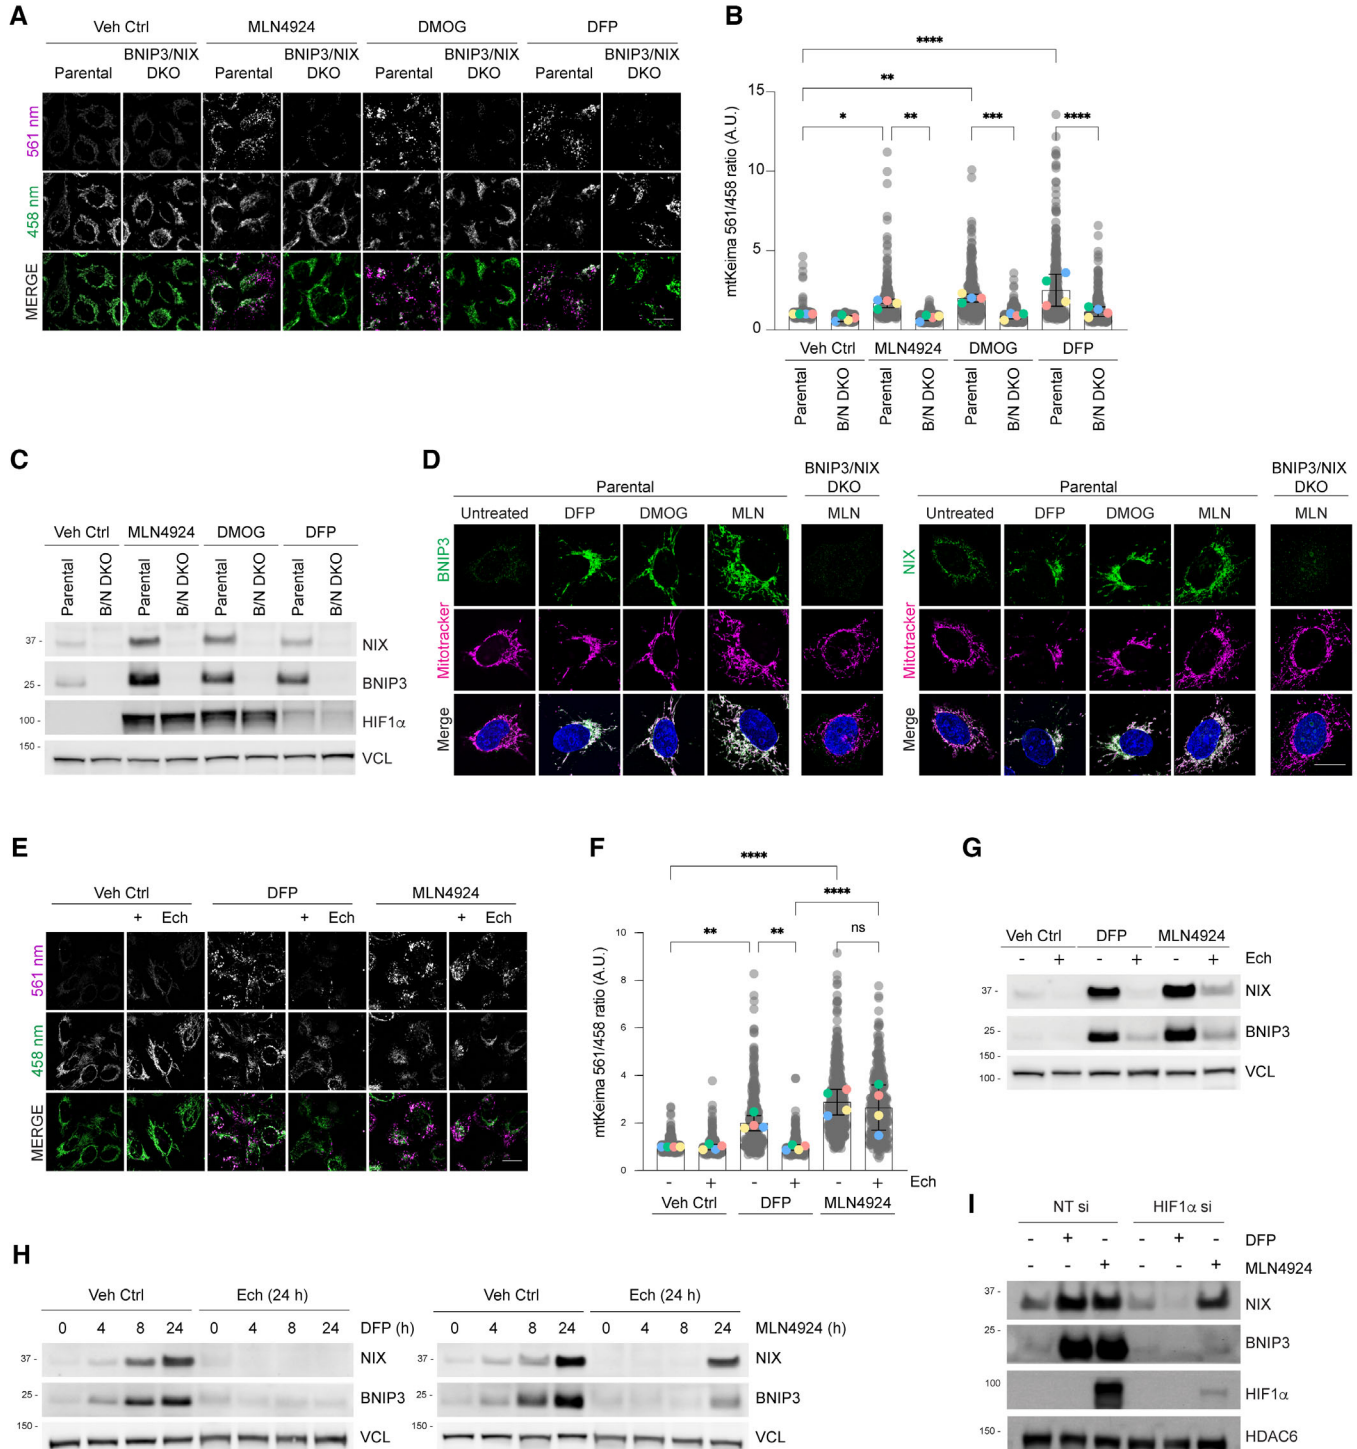 A
Veh Ctrl MLN4924 DMOG DFP
Parental BNIP3/NIX DKO Parental BNIP3/NIX DKO Parental BNIP3/NIX DKO Parental BNIP3/NIX DKO
561 nm
458 nm
MERGE
B
**** 
**
* ** *** ****
mtKeima 561/458 ratio (A.U.)
15
10
5
0
Veh Ctrl MLN4924 DMOG DFP
Parental B/N DKO Parental B/N DKO Parental B/N DKO Parental B/N DKO
C
Veh Ctrl MLN4924 DMOG DFP
Parental B/N DKO Parental B/N DKO Parental B/N DKO Parental B/N DKO
37 - NIX
25 - BNIP3
100 - HIF1α
150 - VCL
D
Parental BNIP3/NIX DKO
Untreated DFP DMOG MLN MLN
BNIP3
Mitotracker
Merge
Parental BNIP3/NIX DKO
Untreated DFP DMOG MLN MLN
NIX
Mitotracker
Merge
E
Veh Ctrl DFP MLN4924
+ Ech + Ech + Ech
561 nm
458 nm
MERGE
F
****
****
** ** ns
mtKeima 561/458 ratio (A.U.)
10
8
6
4
2
0
- + - + - + Ech
Veh Ctrl DFP MLN4924
G
Veh Ctrl DFP MLN4924
- + - + - + Ech
37 - NIX
25 - BNIP3
150 -
100 - VCL
H
Veh Ctrl Ech (24 h)
0 4 8 24 0 4 8 24 DFP (h)
37 - NIX
25 - BNIP3
150 - VCL
Veh Ctrl Ech (24 h)
0 4 8 24 0 4 8 24 MLN4924 (h)
37 - NIX
25 - BNIP3
150 - VCL
I
NT si HIF1α si
- + - - + - DFP
- - + - - + MLN4924
37 - NIX
25 - BNIP3
100 HIF1α
150 - HDAC6